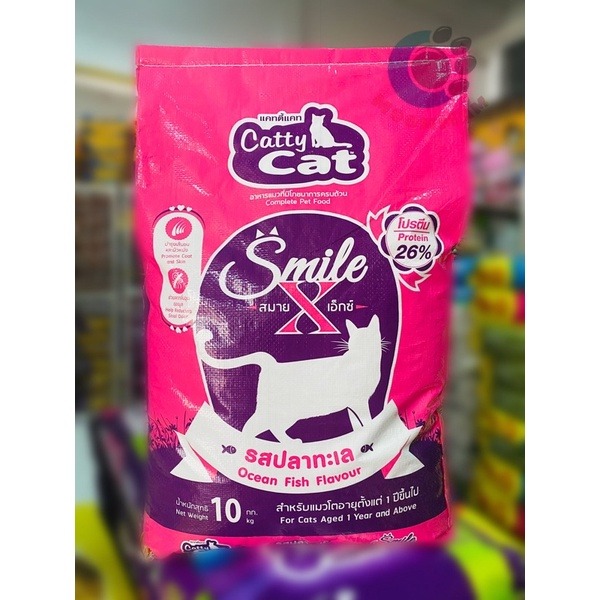 แคทตี้แคท
Catty
Cat
อาหารแมวที่มีโภชนาการครบถ้วน
Complete Pet Food
โปรตีน
Protein
26%
Promote Coat
and Skin
Smile
สมาย X เอ็กซ์
รสปลาทะเล
Ocean Fish Flavour
น้ำหนักสุทธิ
Net Weight
10
กก.
kg
สำหรับแมวโตอายุตั้งแต่ 1 ปีขึ้นไป
For Cats Aged 1 Year and Above
Catty
Cat
Smile